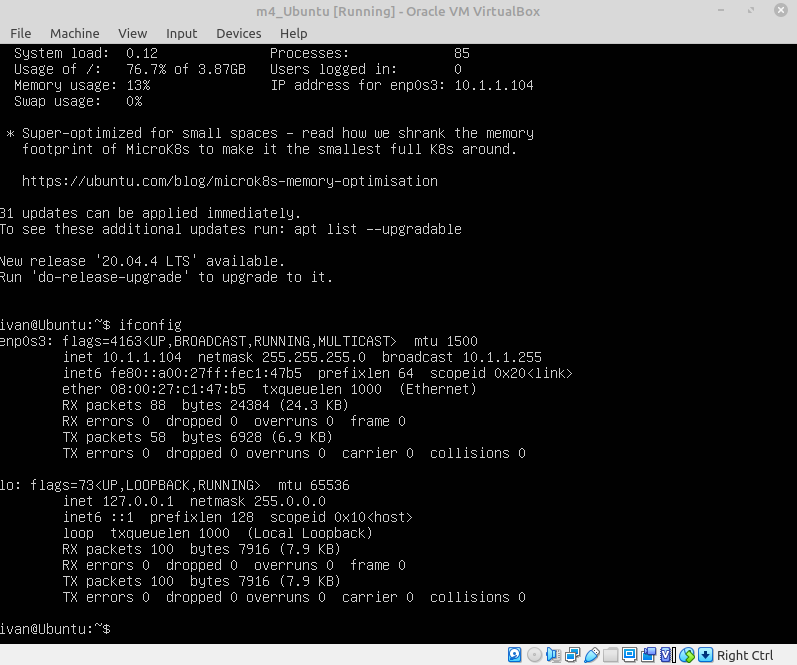 m4_Ubuntu [Running] - Oracle VM VirtualBox
File Machine View Input Devices Help
System load: 0.12 Processes: 85
Usage of /: 76.7% of 3.87GB Users logged in: 0
Memory usage: 13% IP address for enp0s3: 10.1.1.104
Swap usage: 0%
* Super-optimized for small spaces - read how we shrank the memory
footprint of MicroK8s to make it the smallest full K8s around.
https://ubuntu.com/blog/microk8s-memory-optimisation
31 updates can be applied immediately.
To see these additional updates run: apt list --upgradable
New release '20.04.4 LTS' available.
Run 'do-release-upgrade' to upgrade to it.
ivan@Ubuntu:~$ ifconfig
enp0s3: flags=4163<UP,BROADCAST,RUNNING,MULTICAST> mtu 1500
inet 10.1.1.104 netmask 255.255.255.0 broadcast 10.1.1.255
inet6 fe80::a00:27ff:fec1:47b5 prefixlen 64 scopeid 0x20<link>
ether 08:00:27:c1:47:b5 txqueuelen 1000 (Ethernet)
RX packets 88 bytes 24384 (24.3 KB)
RX errors 0 dropped 0 overruns 0 frame 0
TX packets 58 bytes 6928 (6.9 KB)
TX errors 0 dropped 0 overruns 0 carrier 0 collisions 0
lo: flags=73<UP,LOOPBACK,RUNNING> mtu 65536
inet 127.0.0.1 netmask 255.0.0.0
inet6 ::1 prefixlen 128 scopeid 0x10<host>
loop txqueuelen 1000 (Local Loopback)
RX packets 100 bytes 7916 (7.9 KB)
RX errors 0 dropped 0 overruns 0 frame 0
TX packets 100 bytes 7916 (7.9 KB)
TX errors 0 dropped 0 overruns 0 carrier 0 collisions 0
ivan@Ubuntu:~$
Right Ctrl